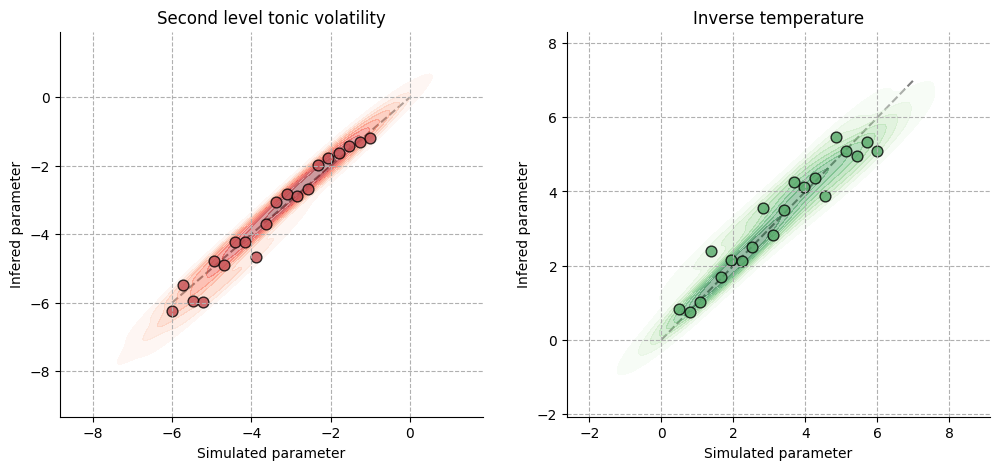 Second level tonic volatility
Inverse temperature
0
−2
−4
−6
−8
Infered parameter
−8 −6 −4 −2 0
Simulated parameter
8
6
4
2
0
−2
Infered parameter
−2 0 2 4 6 8
Simulated parameter